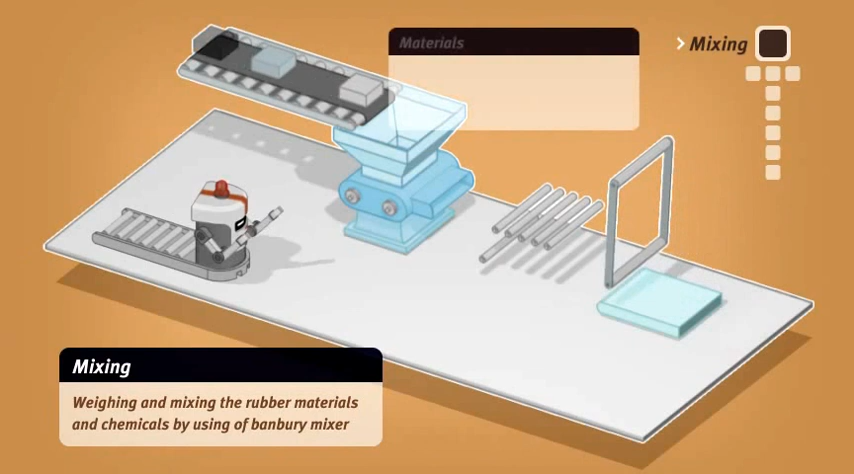 Materials
Mixing
Mixing
Weighing and mixing the rubber materials
and chemicals by using of banbury mixer